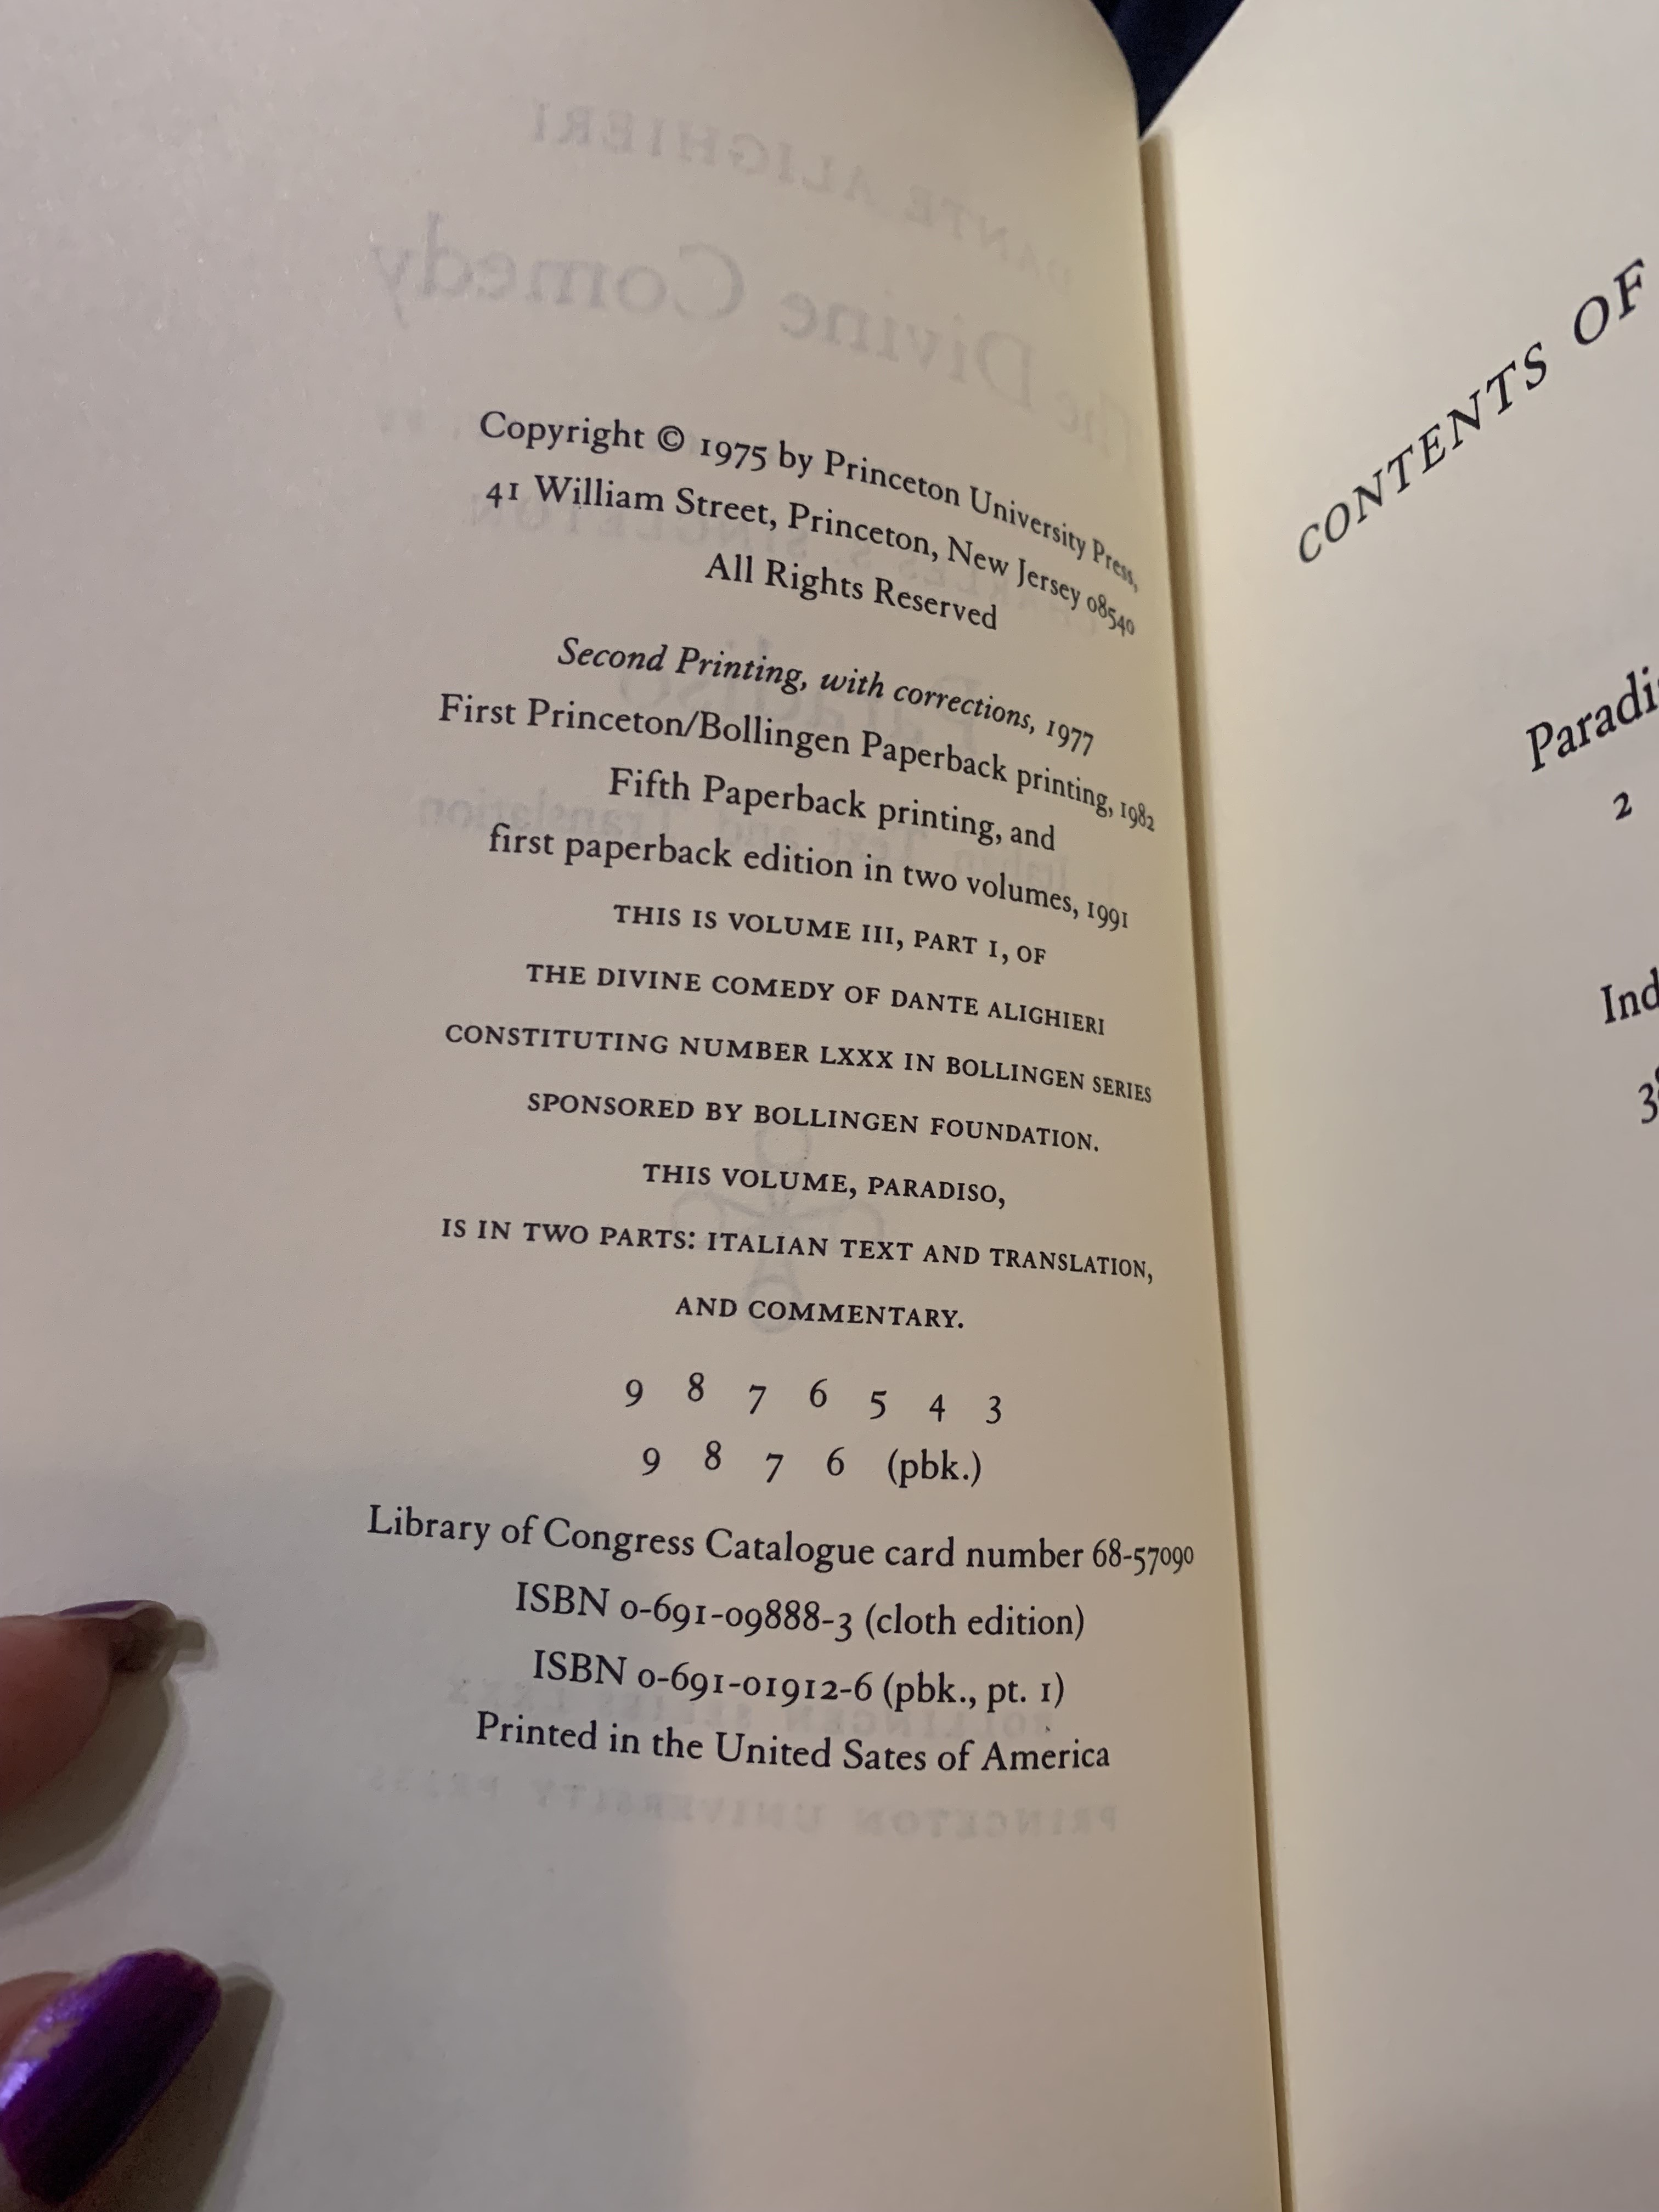 Copyright © 1975 by Princeton University Press,
41 William Street, Princeton, New Jersey 08540
All Rights Reserved
Second Printing, with corrections, 1977
First Princeton/Bollingen Paperback printing, 1982
Fifth Paperback printing, and
first paperback edition in two volumes, 1991
THIS IS VOLUME III, PART I, OF
THE DIVINE COMEDY OF DANTE ALIGHIERI
CONSTITUTING NUMBER LXXX IN BOLLINGEN SERIES
SPONSORED BY BOLLINGEN FOUNDATION.
THIS VOLUME, PARADISO,
IS IN TWO PARTS: ITALIAN TEXT AND TRANSLATION,
AND COMMENTARY.
9 8 7 6 5 4 3
9 8 7 6 (pbk.)
Library of Congress Catalogue card number 68-57090
ISBN 0-691-09888-3 (cloth edition)
ISBN 0-691-01912-6 (pbk., pt. 1)
Printed in the United Sates of America
CONTENTS OF
Paradi
2
Ind
3